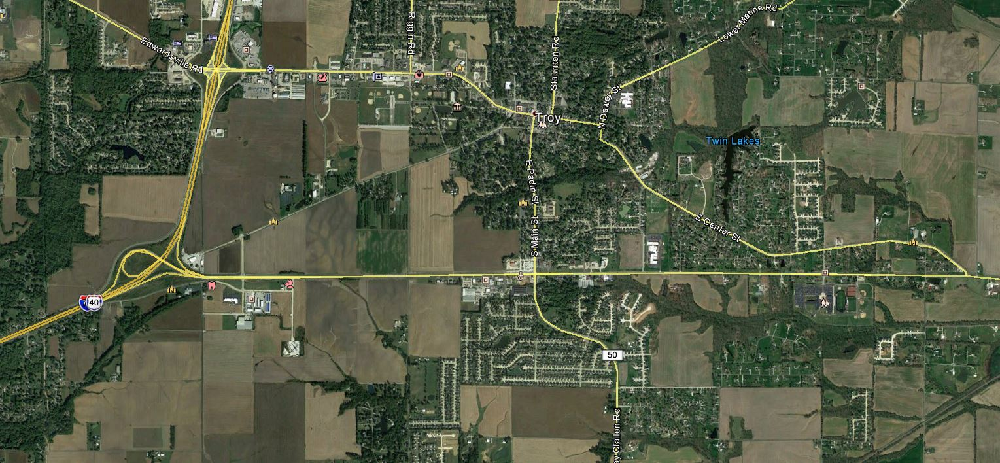 Lower Marine Rd
Edwardsville Rd
Riggin Rd
Staunton Rd
N Dewey St
Troy
Twin Lakes
E Padin St
S Main St
E Center St
40
50
Ofallon Rd